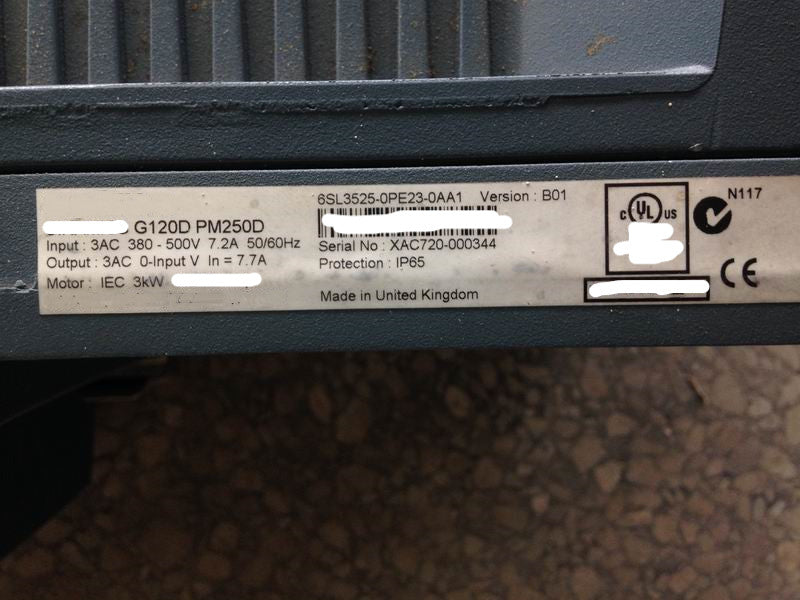 G120D PM250D
Input : 3AC 380 - 500V 7.2A 50/60Hz
Output : 3AC 0-Input V In = 7.7A
Motor : IEC 3kW
6SL3525-0PE23-0AA1 Version : B01
Serial No : XAC720-000344
Protection : IP65
Made in United Kingdom
C UL US
N117
CE